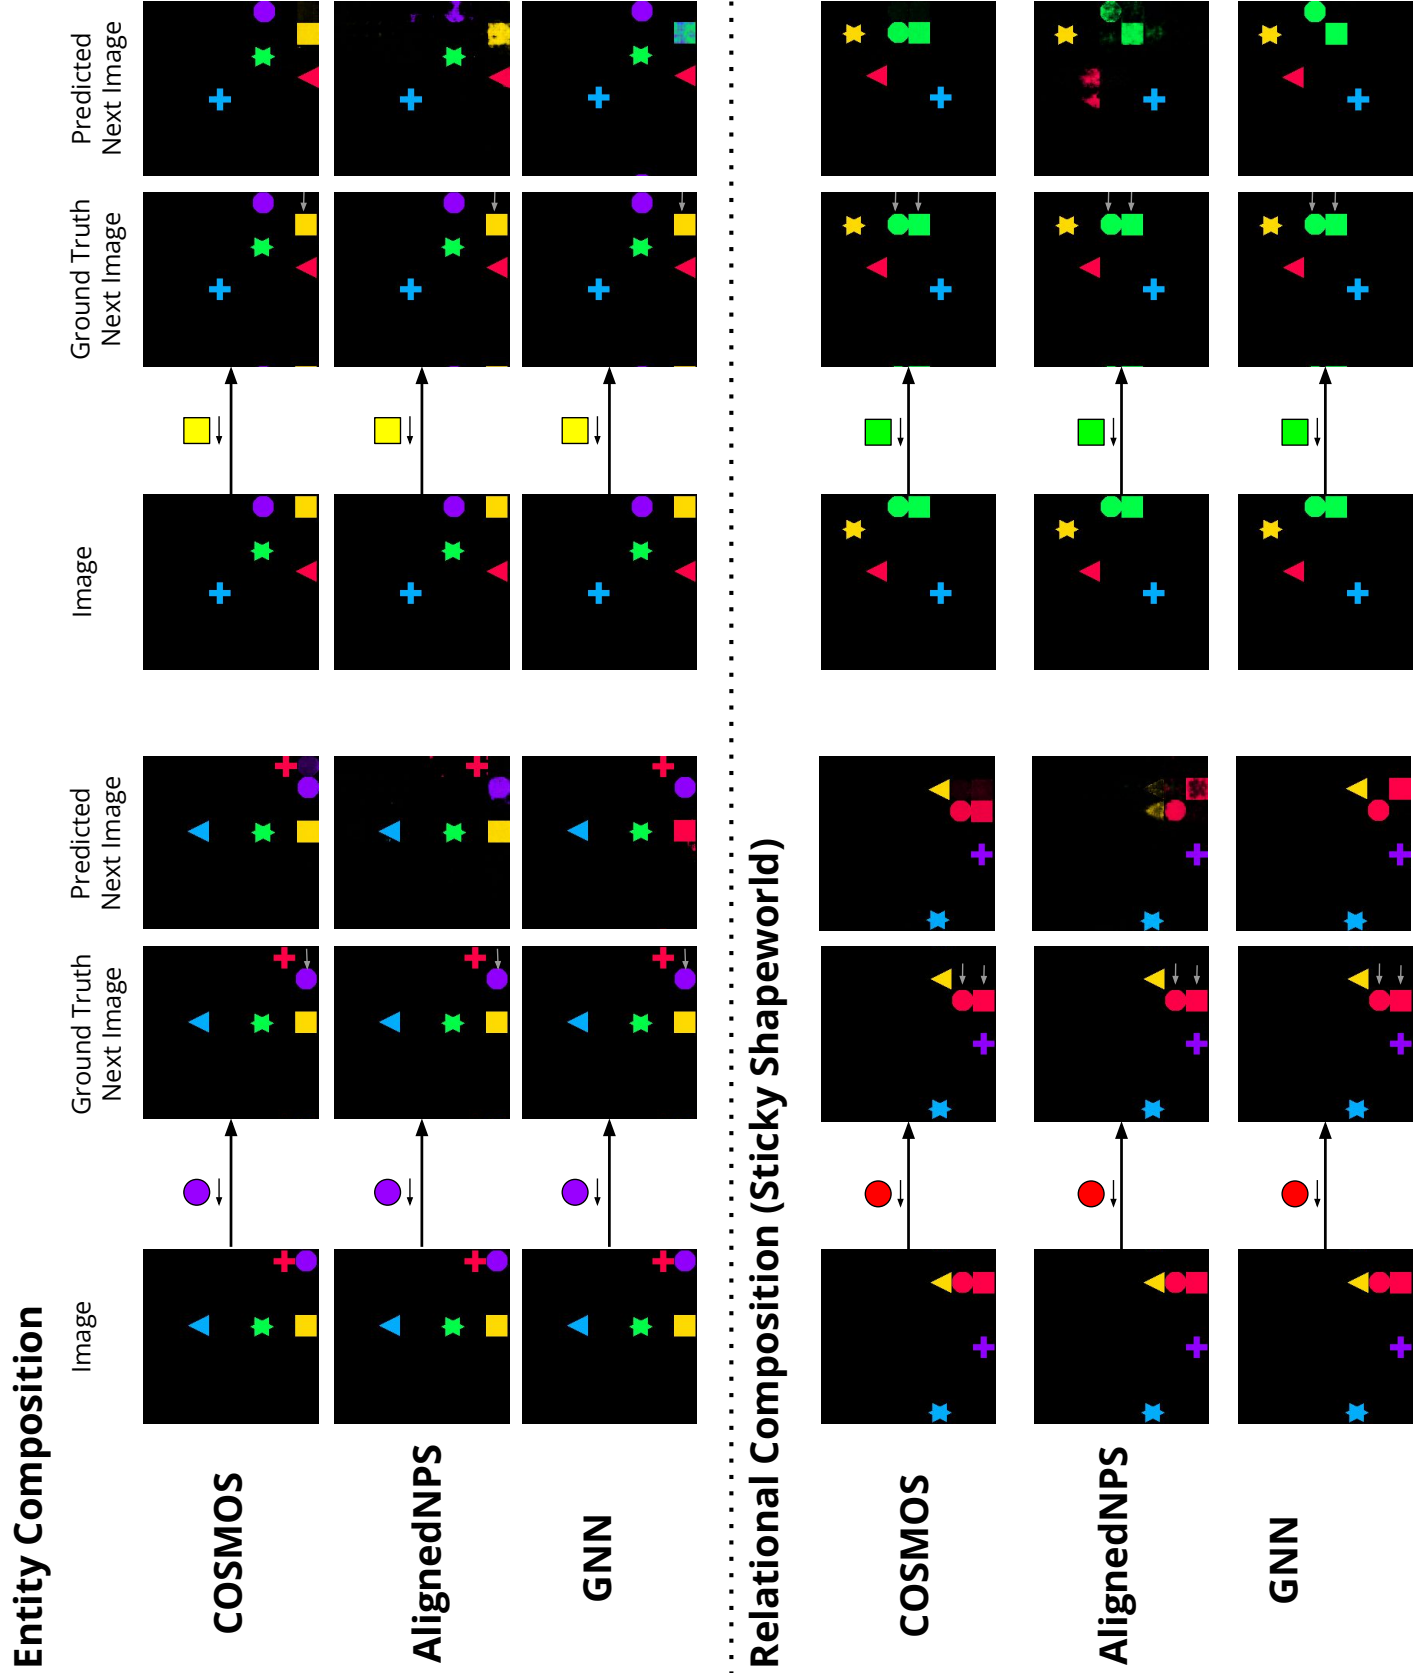 Entity Composition
Image
Ground Truth
Next Image
Predicted
Next Image
Image
Ground Truth
Next Image
Predicted
Next Image
COSMOS
AlignedNPS
GNN
Relational Composition (Sticky Shapeworld)
COSMOS
AlignedNPS
GNN